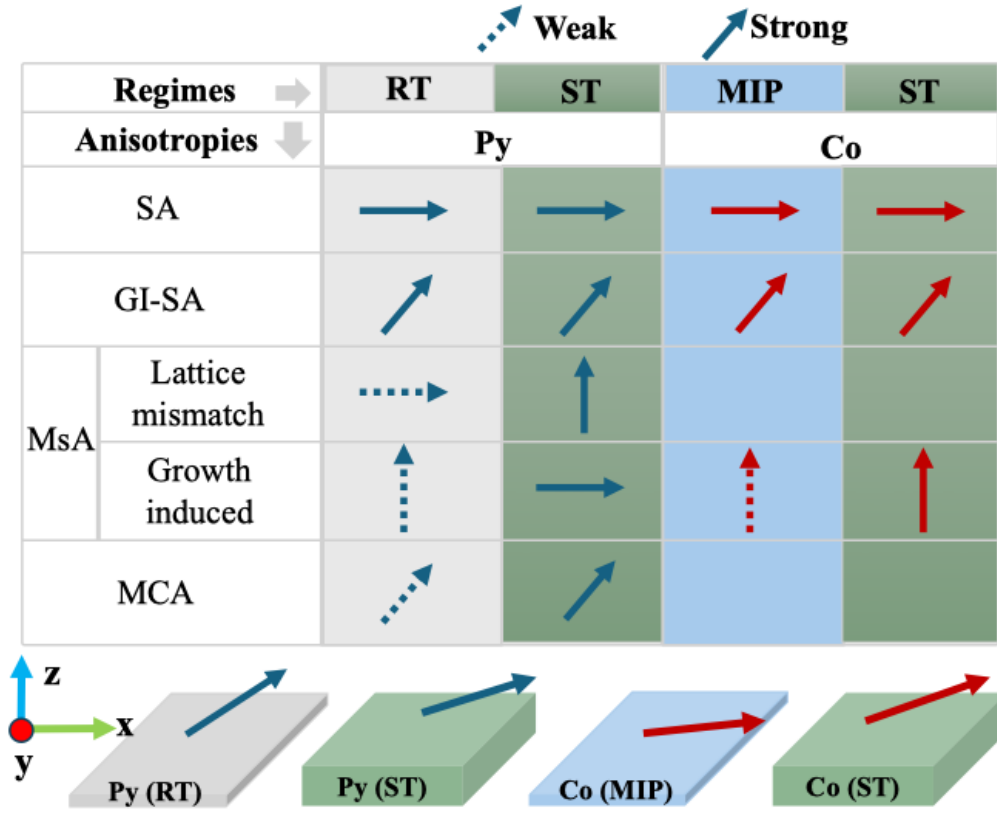 Weak
Strong
Regimes
RT
ST
MIP
ST
Anisotropies
Py
Co
SA
GI-SA
MsA
Lattice
mismatch
Growth
induced
MCA
z
x
y
Py (RT)
Py (ST)
Co (MIP)
Co (ST)